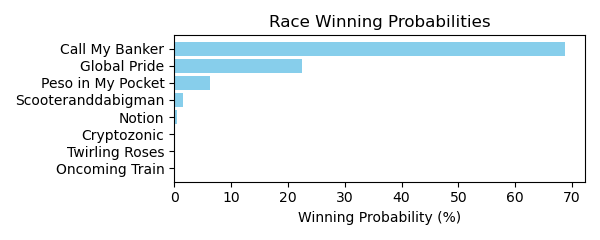 Race Winning Probabilities
Call My Banker
Global Pride
Peso in My Pocket
Scooteranddabigman
Notion
Cryptozonic
Twirling Roses
Oncoming Train
0 10 20 30 40 50 60 70
Winning Probability (%)